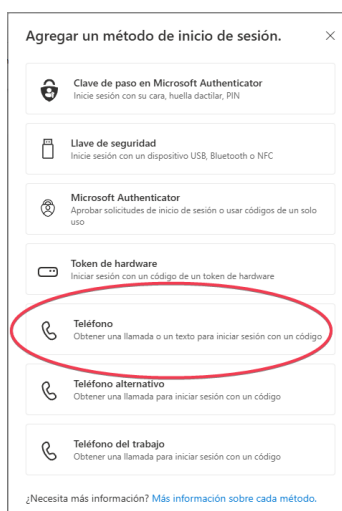 Agregar un método de inicio de sesión.
Clave de paso en Microsoft Authenticator
Inicie sesión con su cara, huella dactilar, PIN
Llave de seguridad
Inicie sesión con un dispositivo USB, Bluetooth o NFC
Microsoft Authenticator
Aprobar solicitudes de inicio de sesión o usar códigos de un solo
uso
Token de hardware
Iniciar sesión con un código de un token de hardware
Teléfono
Obtener una llamada o un texto para iniciar sesión con un código
Teléfono alternativo
Obtener una llamada para iniciar sesión con un código
Teléfono del trabajo
Obtener una llamada para iniciar sesión con un código
¿Necesita más información? Más información sobre cada método.